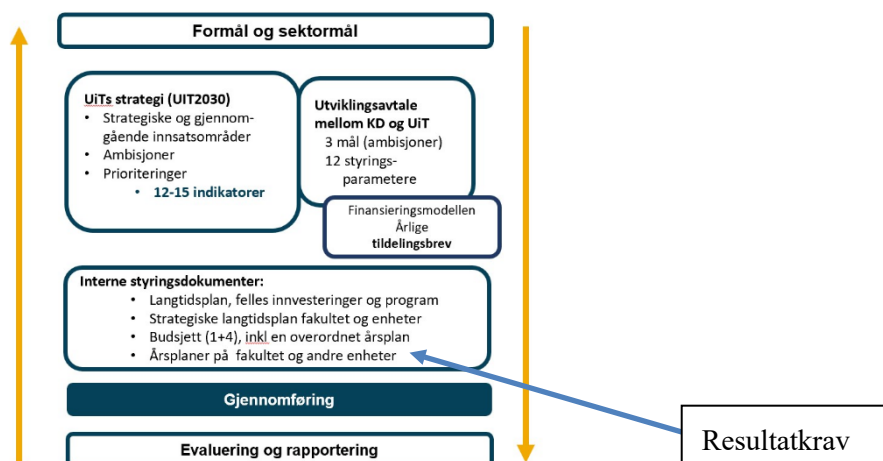 Formål og sektormål
UiTs strategi (UIT2030)
• Strategiske og gjennom-
gående innsatsområder
• Ambisjoner
• Prioriteringer
• 12-15 indikatorer
Utviklingsavtale
mellom KD og UiT
3 mål (ambisjoner)
12 styrings-
parametere
Finansieringsmodellen
Årlige
tildelingsbrev
Interne styringsdokumenter:
• Langtidsplan, felles innvesteringer og program
• Strategiske langtidsplan fakultet og enheter
• Budsjett (1+4), inkl en overordnet årsplan
• Årsplaner på fakultet og andre enheter
Gjennomføring
Evaluering og rapportering
Resultatkrav